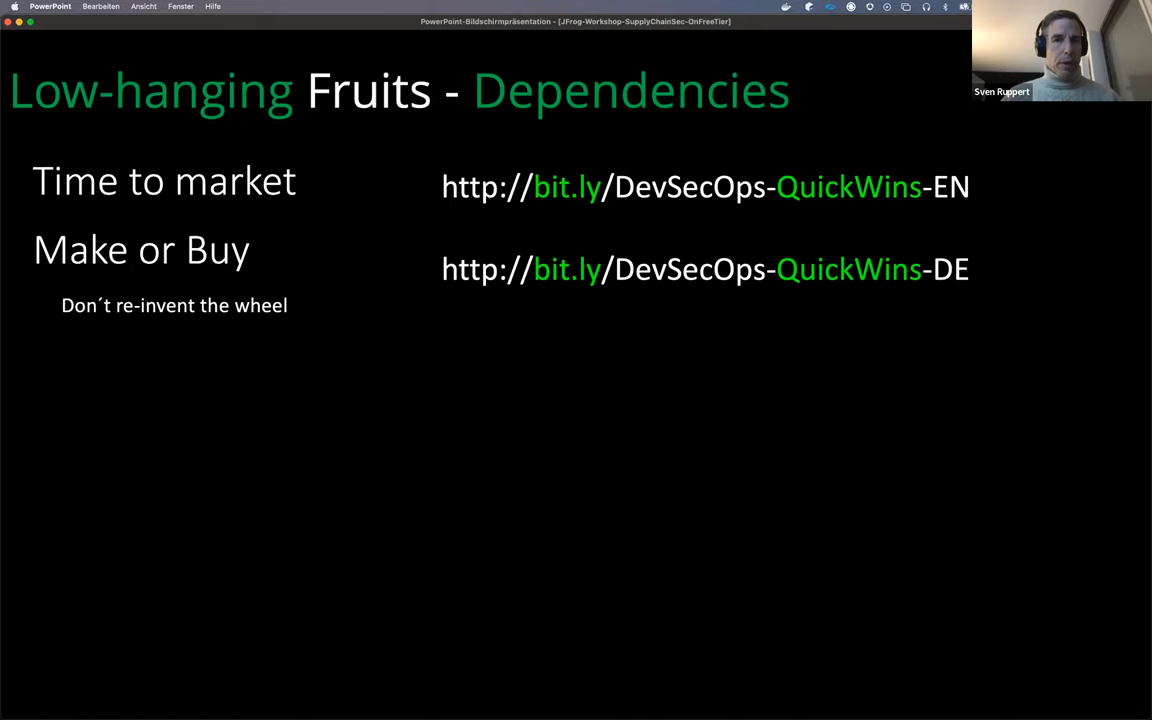 PowerPoint Bearbeiten Ansicht Fenster Hilfe
PowerPoint-Bildschirmpräsentation - [JFrog-Workshop-SupplyChainSec-OnFreeTier]
Sven Ruppert
Low-hanging Fruits - Dependencies
Time to market
http://bit.ly/DevSecOps-QuickWins-EN
Make or Buy
http://bit.ly/DevSecOps-QuickWins-DE
Don´t re-invent the wheel